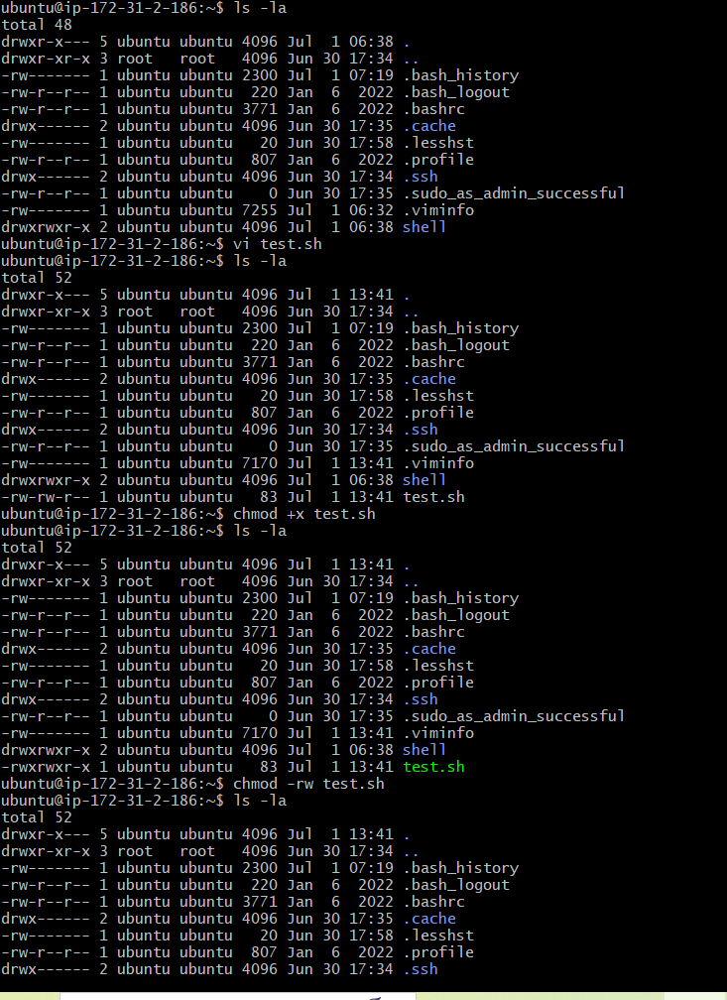 ubuntu@ip-172-31-2-186:~$ ls -la
total 48
drwxr-x--- 5 ubuntu ubuntu 4096 Jul  1 06:38 .
drwxr-xr-x 3 root   root   4096 Jun 30 17:34 ..
-rw------- 1 ubuntu ubuntu 2300 Jul  1 07:19 .bash_history
-rw-r--r-- 1 ubuntu ubuntu  220 Jan  6  2022 .bash_logout
-rw-r--r-- 1 ubuntu ubuntu 3771 Jan  6  2022 .bashrc
drwx------ 2 ubuntu ubuntu 4096 Jun 30 17:35 .cache
-rw------- 1 ubuntu ubuntu   20 Jun 30 17:58 .lesshst
-rw-r--r-- 1 ubuntu ubuntu  807 Jan  6  2022 .profile
drwx------ 2 ubuntu ubuntu 4096 Jun 30 17:34 .ssh
-rw-r--r-- 1 ubuntu ubuntu    0 Jun 30 17:35 .sudo_as_admin_successful
-rw------- 1 ubuntu ubuntu 7255 Jul  1 06:32 .viminfo
drwxrwxr-x 2 ubuntu ubuntu 4096 Jul  1 06:38 shell
ubuntu@ip-172-31-2-186:~$ vi test.sh
ubuntu@ip-172-31-2-186:~$ ls -la
total 52
drwxr-x--- 5 ubuntu ubuntu 4096 Jul  1 13:41 .
drwxr-xr-x 3 root   root   4096 Jun 30 17:34 ..
-rw------- 1 ubuntu ubuntu 2300 Jul  1 07:19 .bash_history
-rw-r--r-- 1 ubuntu ubuntu  220 Jan  6  2022 .bash_logout
-rw-r--r-- 1 ubuntu ubuntu 3771 Jan  6  2022 .bashrc
drwx------ 2 ubuntu ubuntu 4096 Jun 30 17:35 .cache
-rw------- 1 ubuntu ubuntu   20 Jun 30 17:58 .lesshst
-rw-r--r-- 1 ubuntu ubuntu  807 Jan  6  2022 .profile
drwx------ 2 ubuntu ubuntu 4096 Jun 30 17:34 .ssh
-rw-r--r-- 1 ubuntu ubuntu    0 Jun 30 17:35 .sudo_as_admin_successful
-rw------- 1 ubuntu ubuntu 7170 Jul  1 13:41 .viminfo
drwxrwxr-x 2 ubuntu ubuntu 4096 Jul  1 06:38 shell
-rw-rw-r-- 1 ubuntu ubuntu   83 Jul  1 13:41 test.sh
ubuntu@ip-172-31-2-186:~$ chmod +x test.sh
ubuntu@ip-172-31-2-186:~$ ls -la
total 52
drwxr-x--- 5 ubuntu ubuntu 4096 Jul  1 13:41 .
drwxr-xr-x 3 root   root   4096 Jun 30 17:34 ..
-rw------- 1 ubuntu ubuntu 2300 Jul  1 07:19 .bash_history
-rw-r--r-- 1 ubuntu ubuntu  220 Jan  6  2022 .bash_logout
-rw-r--r-- 1 ubuntu ubuntu 3771 Jan  6  2022 .bashrc
drwx------ 2 ubuntu ubuntu 4096 Jun 30 17:35 .cache
-rw------- 1 ubuntu ubuntu   20 Jun 30 17:58 .lesshst
-rw-r--r-- 1 ubuntu ubuntu  807 Jan  6  2022 .profile
drwx------ 2 ubuntu ubuntu 4096 Jun 30 17:34 .ssh
-rw-r--r-- 1 ubuntu ubuntu    0 Jun 30 17:35 .sudo_as_admin_successful
-rw------- 1 ubuntu ubuntu 7170 Jul  1 13:41 .viminfo
drwxrwxr-x 2 ubuntu ubuntu 4096 Jul  1 06:38 shell
-rwxrwxr-x 1 ubuntu ubuntu   83 Jul  1 13:41 test.sh
ubuntu@ip-172-31-2-186:~$ chmod -rw test.sh
ubuntu@ip-172-31-2-186:~$ ls -la
total 52
drwxr-x--- 5 ubuntu ubuntu 4096 Jul  1 13:41 .
drwxr-xr-x 3 root   root   4096 Jun 30 17:34 ..
-rw------- 1 ubuntu ubuntu 2300 Jul  1 07:19 .bash_history
-rw-r--r-- 1 ubuntu ubuntu  220 Jan  6  2022 .bash_logout
-rw-r--r-- 1 ubuntu ubuntu 3771 Jan  6  2022 .bashrc
drwx------ 2 ubuntu ubuntu 4096 Jun 30 17:35 .cache
-rw------- 1 ubuntu ubuntu   20 Jun 30 17:58 .lesshst
-rw-r--r-- 1 ubuntu ubuntu  807 Jan  6  2022 .profile
drwx------ 2 ubuntu ubuntu 4096 Jun 30 17:34 .ssh